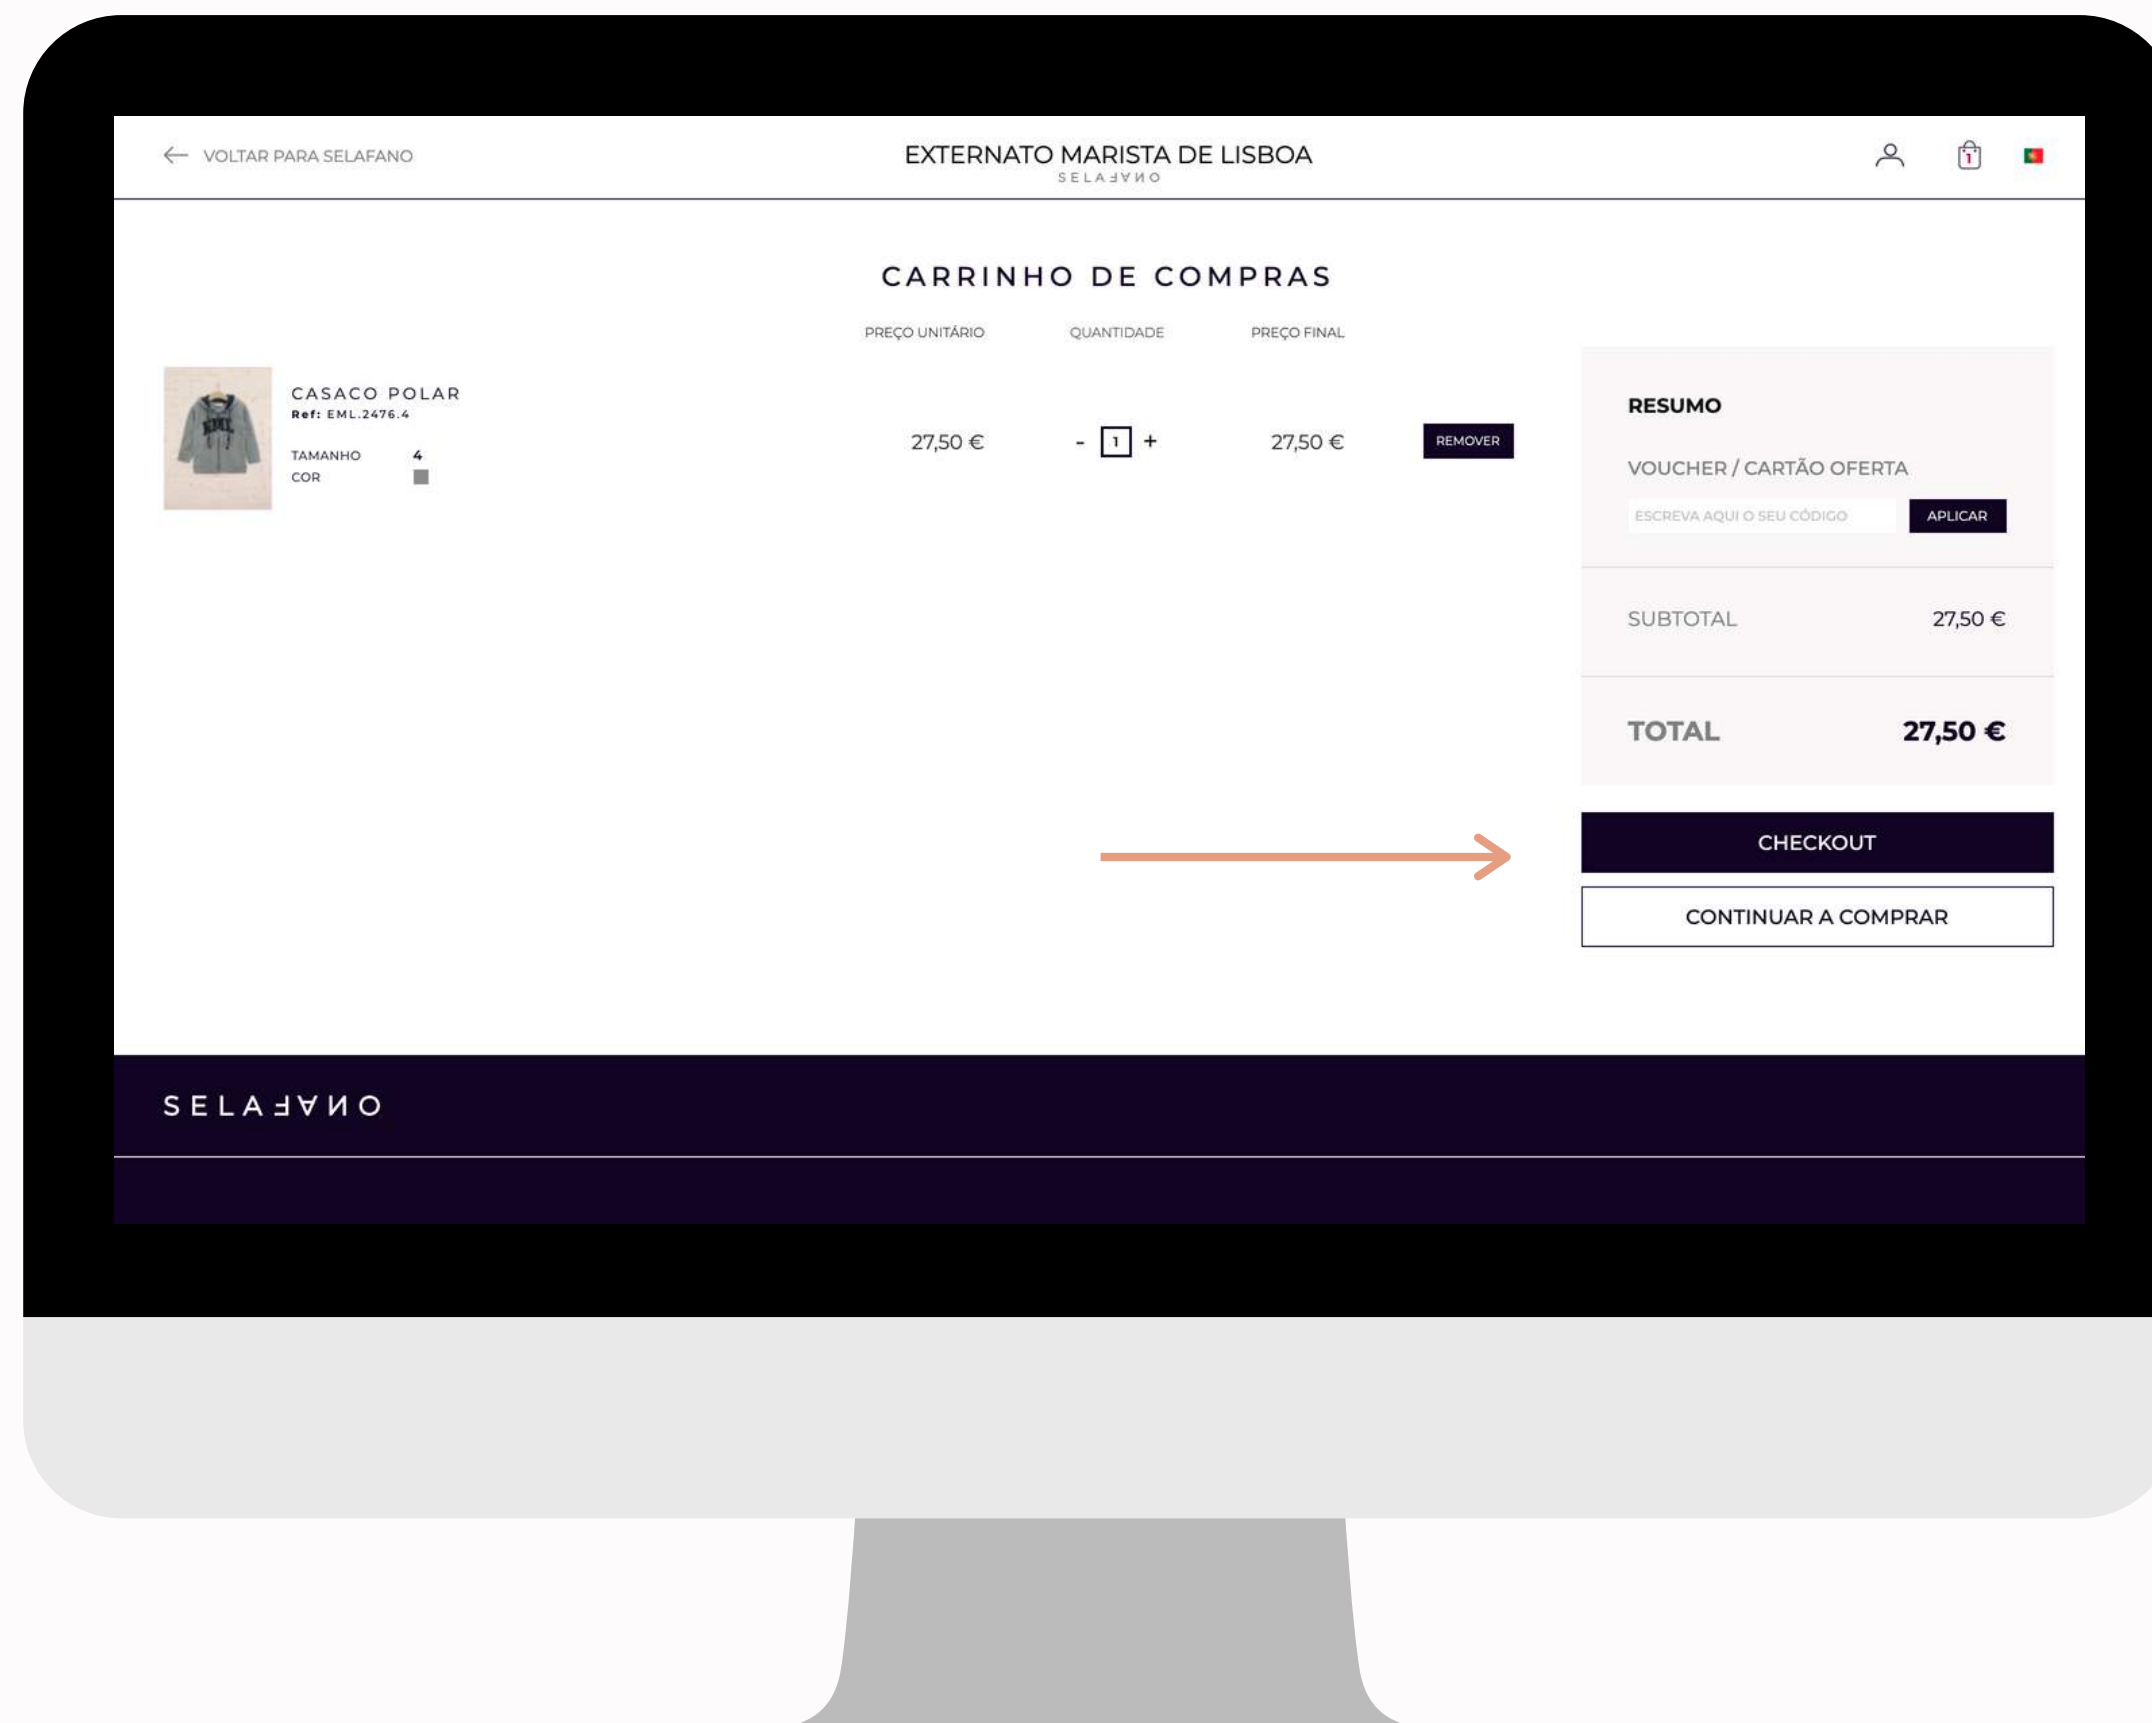 VOLTAR PARA SELAFANO
EXTERNATO MARISTA DE LISBOA
SELAFANO
1
CARRINHO DE COMPRAS
PREÇO UNITÁRIO QUANTIDADE PREÇO FINAL
CASACO POLAR
Ref: EML.2476.4
TAMANHO 4
COR
EML
27,50 € - 1 + 27,50 € REMOVER
RESUMO
VOUCHER / CARTÃO OFERTA
ESCREVA AQUI O SEU CÓDIGO APLICAR
SUBTOTAL 27,50 €
TOTAL 27,50 €
CHECKOUT
CONTINUAR A COMPRAR
SELAFANO